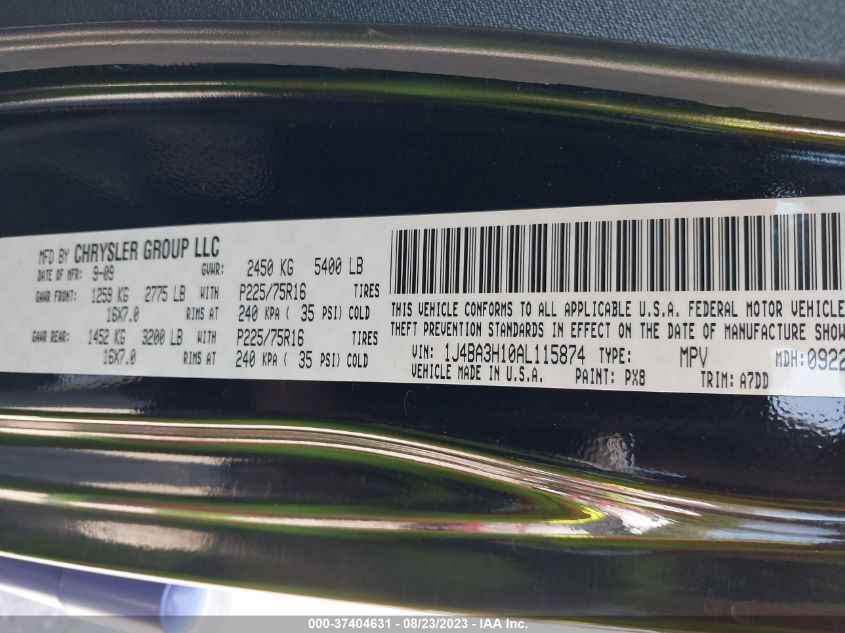 MFD BY CHRYSLER GROUP LLC
DATE OF MFR: 9-09 GVWR: 2450 KG 5400 LB
GAWR FRONT: 1259 KG 2775 LB WITH P225/75R16 TIRES
16X7.0 RIMS AT 240 KPA ( 35 PSI) COLD
GAWR REAR: 1452 KG 3200 LB WITH P225/75R16 TIRES
16X7.0 RIMS AT 240 KPA ( 35 PSI) COLD
THIS VEHICLE CONFORMS TO ALL APPLICABLE U.S.A. FEDERAL MOTOR VEHICLE
THEFT PREVENTION STANDARDS IN EFFECT ON THE DATE OF MANUFACTURE SHOW
VIN: 1J4BA3H10AL115874 TYPE: MPV MDH:0922
VEHICLE MADE IN U.S.A. PAINT: PX8 TRIM: A7DD
000-37404631 - 08/23/2023 - IAA Inc.